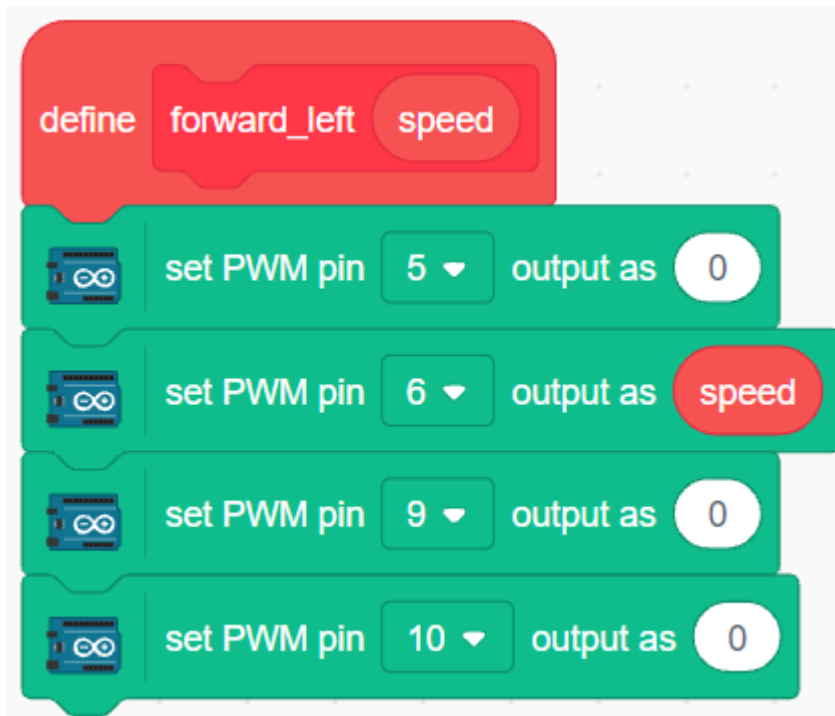 define forward_left speed
set PWM pin 5 output as 0
set PWM pin 6 output as speed
set PWM pin 9 output as 0
set PWM pin 10 output as 0